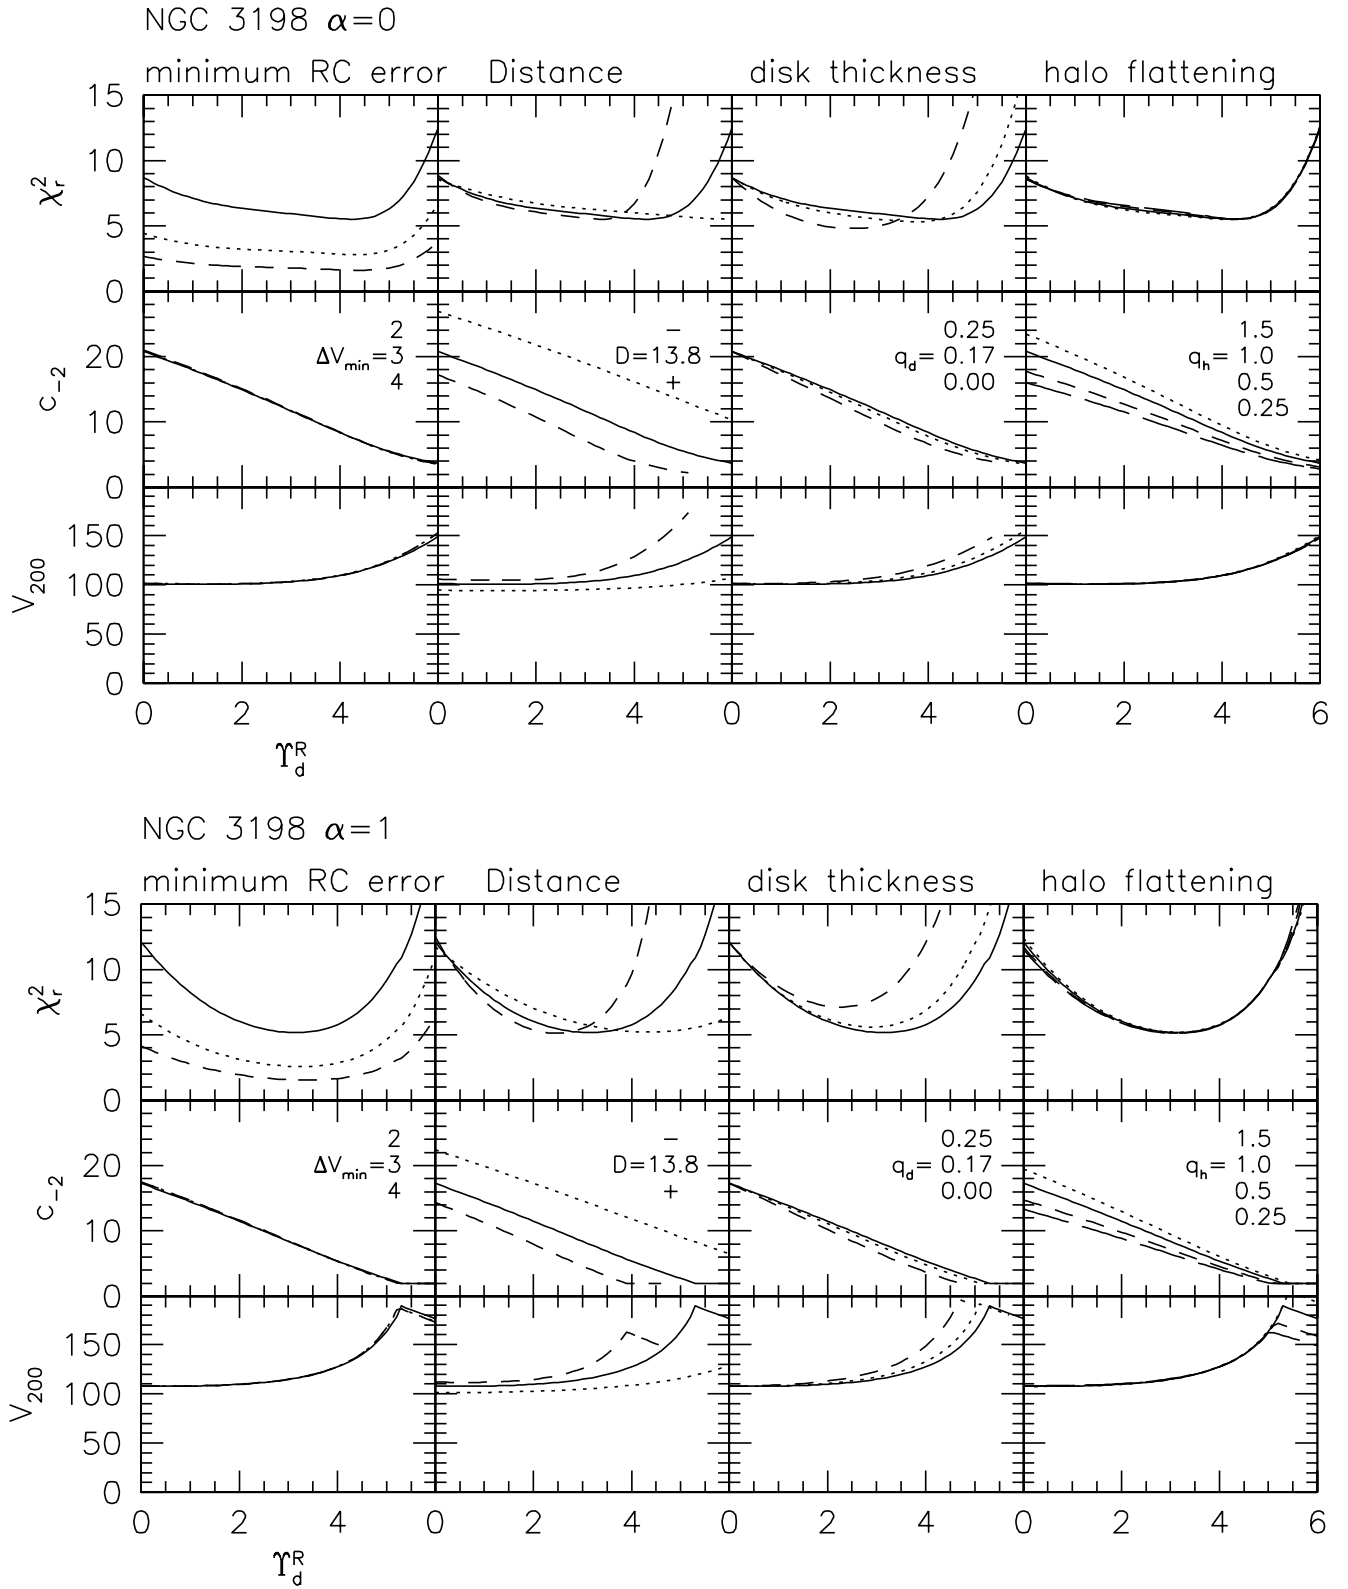 NGC 3198 α=0
minimum RC error Distance disk thickness halo flattening
15
10
5
0
χ²ᵣ
2
ΔVmin=3
4
−
D=13.8
+
0.25
qd= 0.17
0.00
1.5
qh= 1.0
0.5
0.25
20
10
0
c−2
150
100
50
0
V200
0 2 4 0 2 4 0 2 4 0 2 4 6
ϒdR
NGC 3198 α=1
minimum RC error Distance disk thickness halo flattening
15
10
5
0
χ²ᵣ
2
ΔVmin=3
4
−
D=13.8
+
0.25
qd= 0.17
0.00
1.5
qh= 1.0
0.5
0.25
20
10
0
c−2
150
100
50
0
V200
0 2 4 0 2 4 0 2 4 0 2 4 6
ϒdR